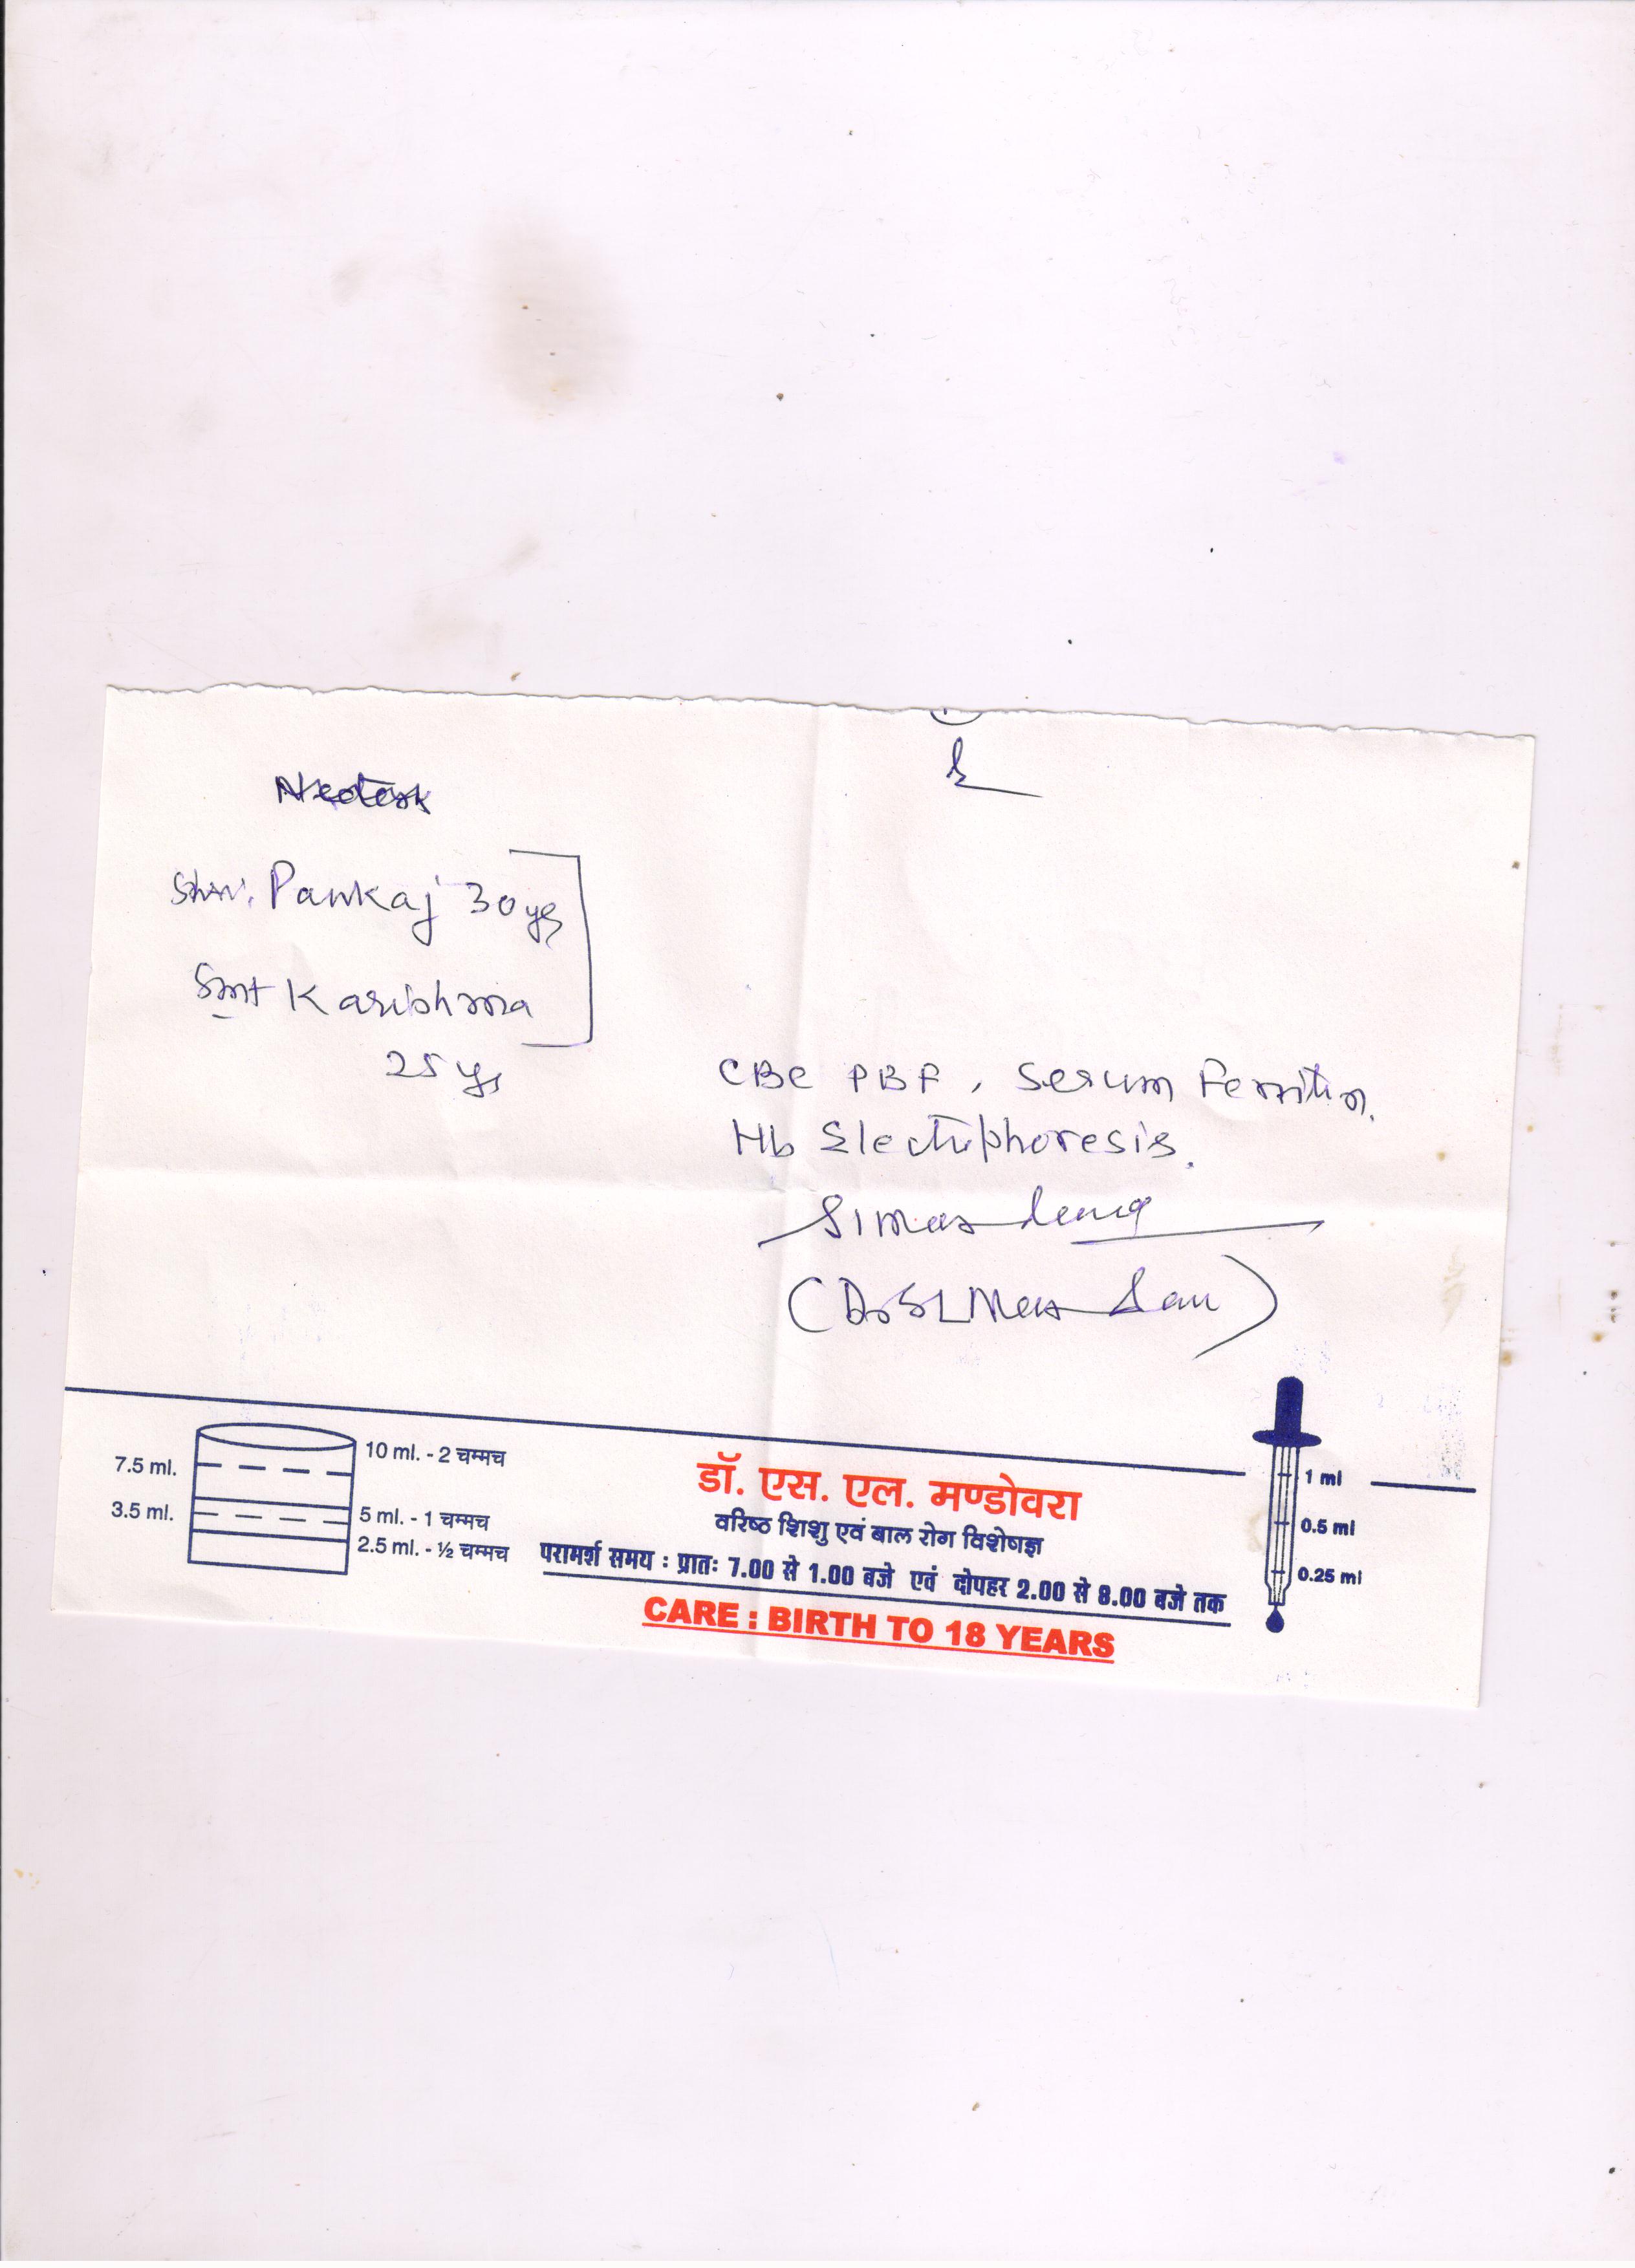 Shri. Pankaj 30 yrs
Smt Karishma
25 yrs
CBC PBF, Serum Ferritin.
Hb Electrophoresis.
7.5 ml.
3.5 ml.
10 ml. - 2 चम्मच
5 ml. - 1 चम्मच
2.5 ml. - ½ चम्मच
डॉ. एस. एल. मण्डोवरा
वरिष्ठ शिशु एवं बाल रोग विशेषज्ञ
परामर्श समय : प्रातः 7.00 से 1.00 बजे एवं दोपहर 2.00 से 8.00 बजे तक
CARE : BIRTH TO 18 YEARS
1 ml
0.5 ml
0.25 ml